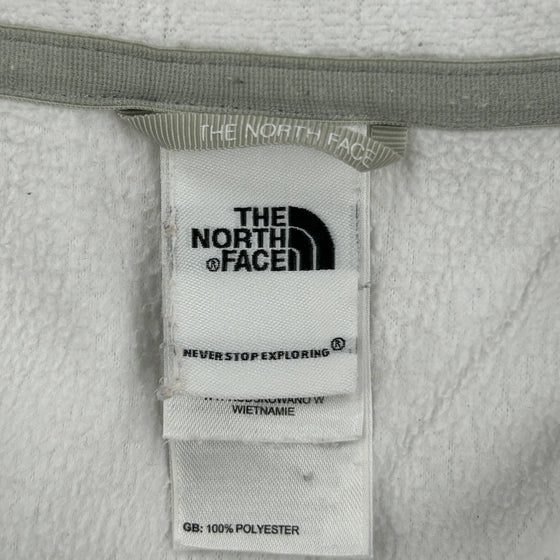 THE NORTH FACE
THE
NORTH
®FACE
NEVER STOP EXPLORING®
WIETNAMIE
GB: 100% POLYESTER